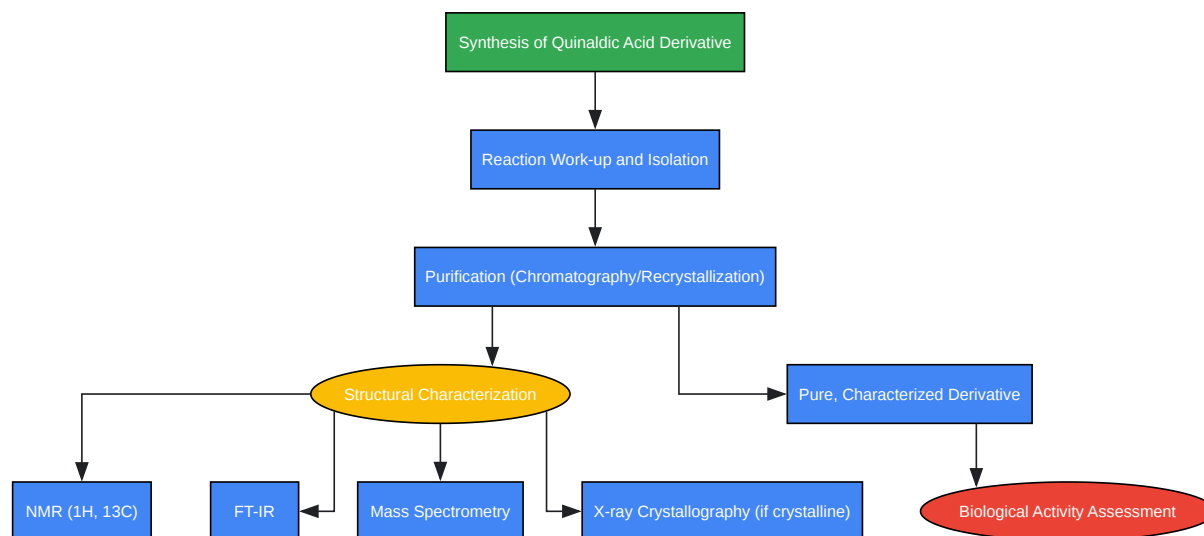 Synthesis of Quinaldic Acid Derivative
Reaction Work-up and Isolation
Purification (Chromatography/Recrystallization)
Structural Characterization
Pure, Characterized Derivative
NMR (1H, 13C)
FT-IR
Mass Spectrometry
X-ray Crystallography (if crystalline)
Biological Activity Assessment